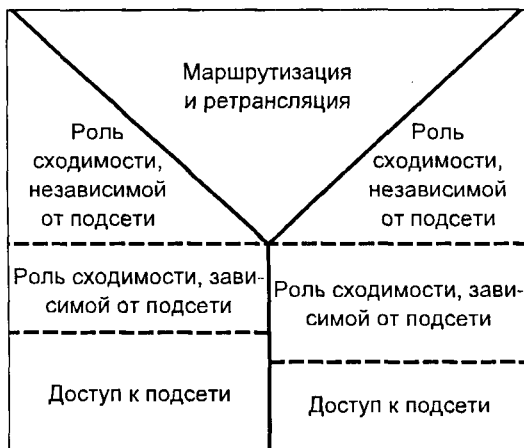 Маршрутизация
и ретрансляция
Роль
сходимости,
независимой
от подсети
Роль
сходимости,
независимой
от подсети
Роль сходимости, зави-
симой от подсети
Роль сходимости, зави-
симой от подсети
Доступ к подсети
Доступ к подсети